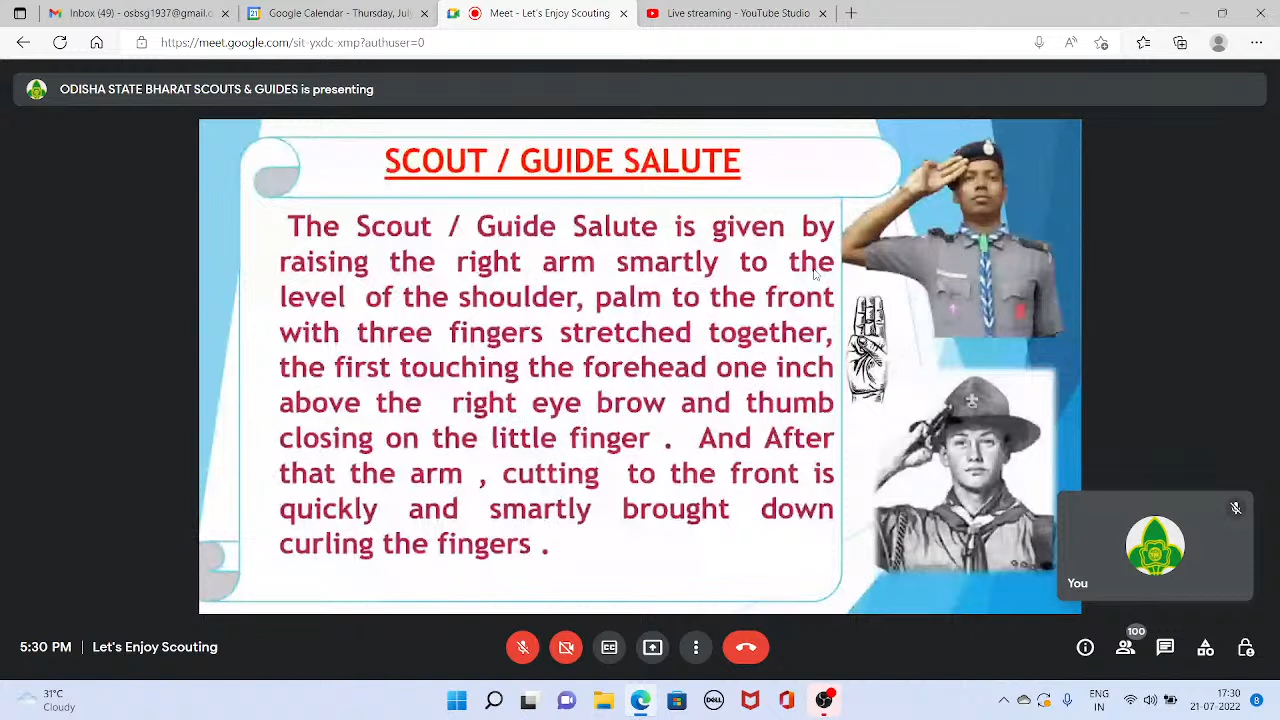 Inbox (49) - osbsg1937@gmail.c
Google Calendar - Thursday, July
Meet - Let's Enjoy Scouting
Live streaming - YouTube Studio
https://meet.google.com/sit-yxdc-xmp?authuser=0
ODISHA STATE BHARAT SCOUTS & GUIDES is presenting
SCOUT / GUIDE SALUTE
The Scout / Guide Salute is given by
raising the right arm smartly to the
level of the shoulder, palm to the front
with three fingers stretched together,
the first touching the forehead one inch
above the right eye brow and thumb
closing on the little finger . And After
that the arm , cutting to the front is
quickly and smartly brought down
curling the fingers .
You
5:30 PM | Let's Enjoy Scouting
CC
100
31°C
Cloudy
DELL
ENG
IN
17:30
21-07-2022
8